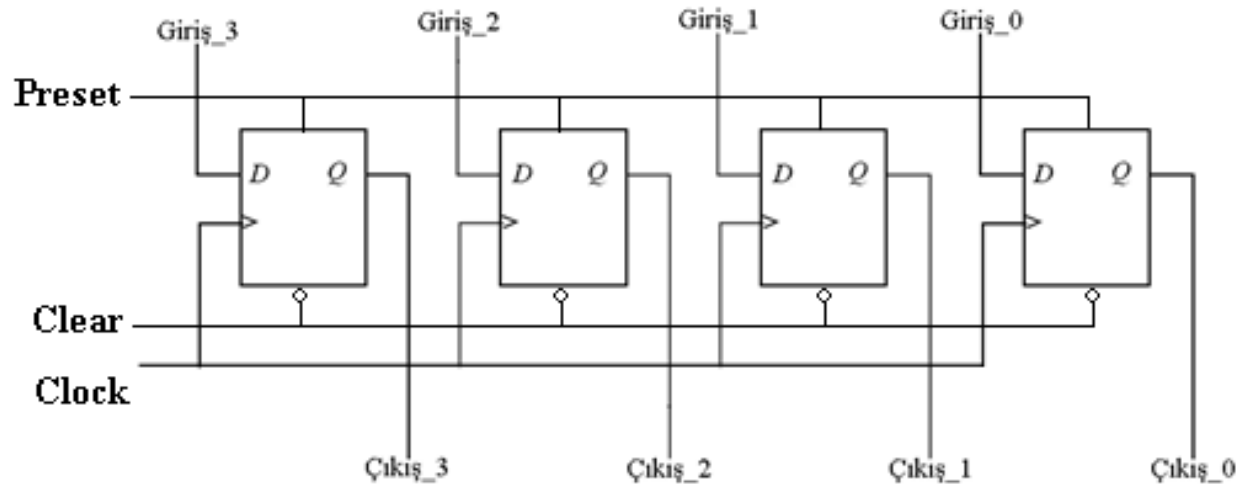 Giriş_3 Giriş_2 Giriş_1 Giriş_0
Preset
D Q D Q D Q D Q
Clear
Clock
Çıkış_3 Çıkış_2 Çıkış_1 Çıkış_0